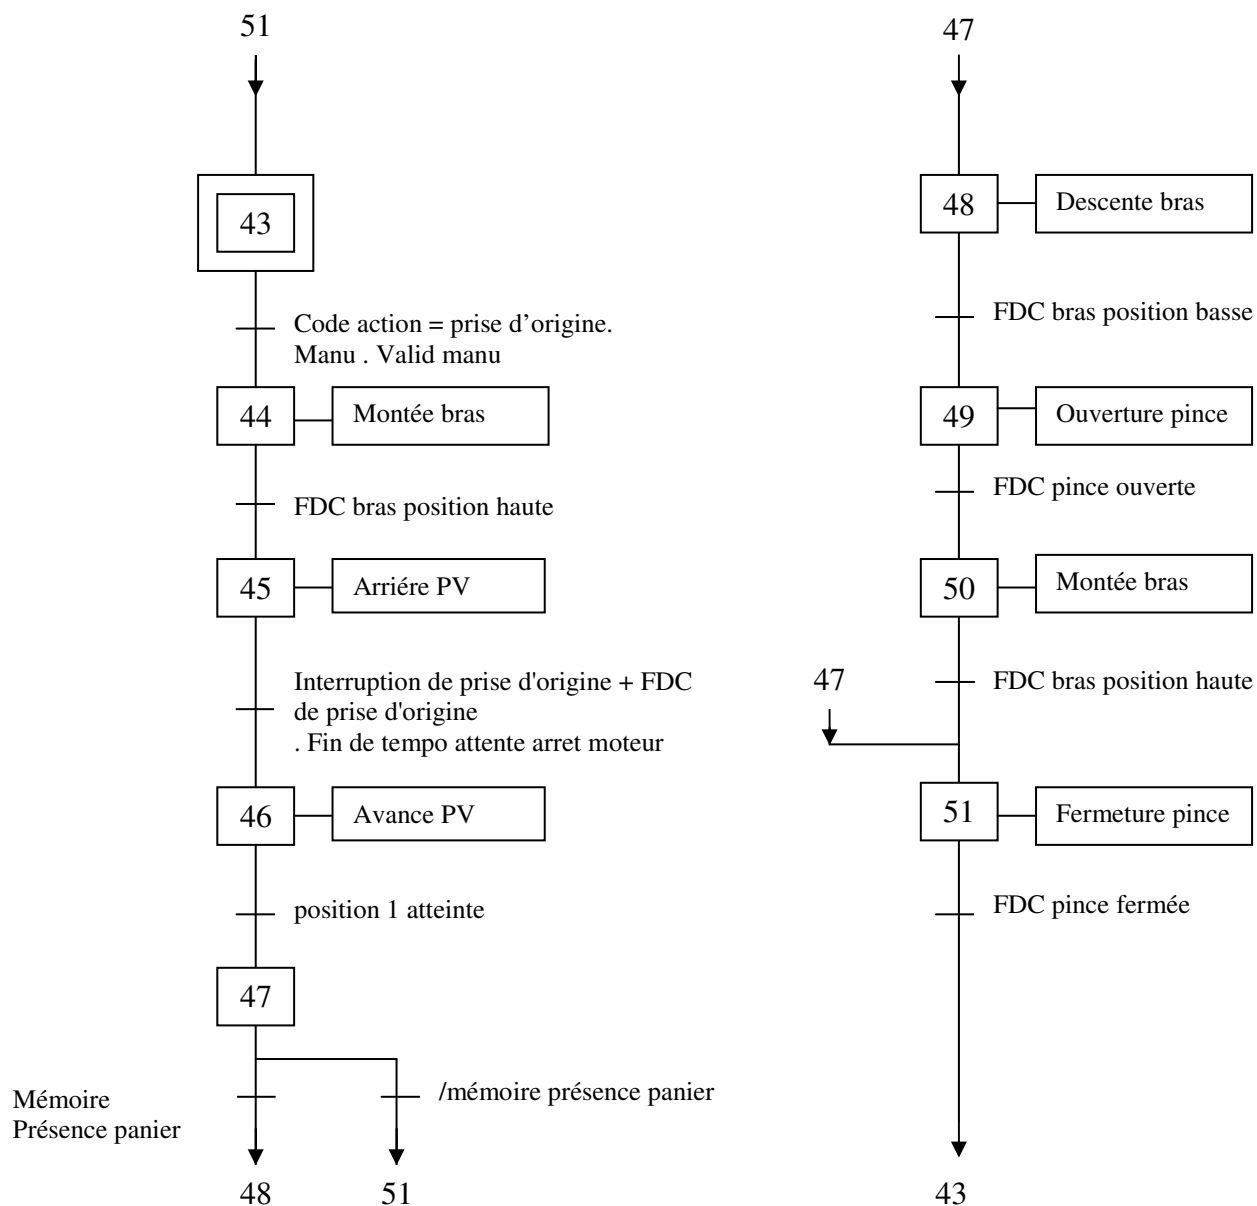 51
43
Code action = prise d’origine.
Manu . Valid manu
44
Montée bras
FDC bras position haute
45
Arriére PV
Interruption de prise d'origine + FDC
de prise d'origine
. Fin de tempo attente arret moteur
46
Avance PV
position 1 atteinte
47
Mémoire
Présence panier
/mémoire présence panier
48
51
47
48
Descente bras
FDC bras position basse
49
Ouverture pince
FDC pince ouverte
50
Montée bras
47
FDC bras position haute
51
Fermeture pince
FDC pince fermée
43